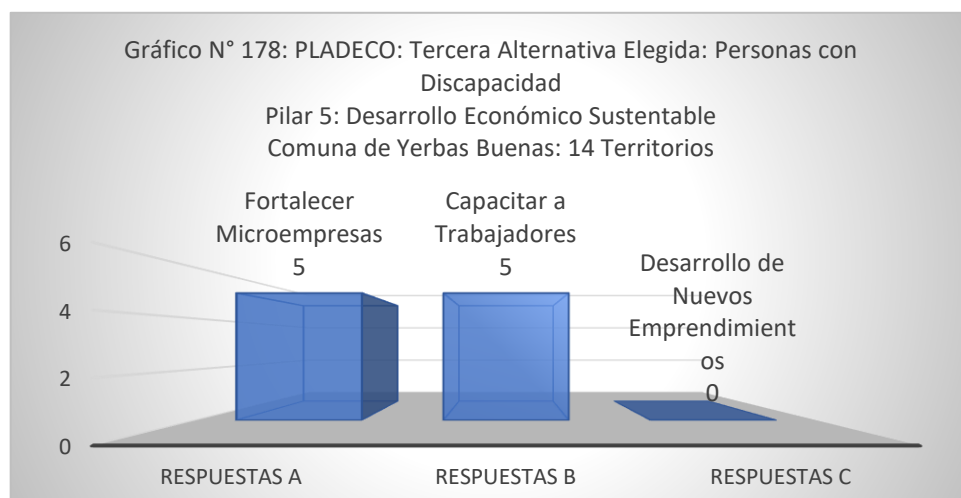 Gráfico N° 178: PLADECO: Tercera Alternativa Elegida: Personas con
Discapacidad
Pilar 5: Desarrollo Económico Sustentable
Comuna de Yerbas Buenas: 14 Territorios
Fortalecer
Microempresas
5
Capacitar a
Trabajadores
5
Desarrollo de
Nuevos
Emprendimient
os
0
6
4
2
0
RESPUESTAS A
RESPUESTAS B
RESPUESTAS C